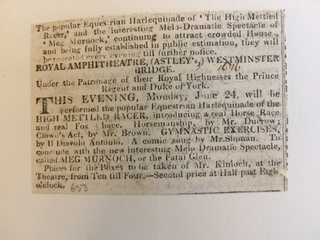 The popular Equestrian Harlequinade of 'The High Mettled
Racer,' and the interesting Melo-Dramatic Spectacle of
'Meg Murnock,' continuing to attract crowded House,
and being fully established in public estimation, they will
be repeated every evening till further notice.
ROYAL AMPHITHEATRE, (ASTLEY's,) WESTMINSTER
BRIDGE.
Under the Patronage of their Royal Highnesses the Prince
Regent and Duke of York.
THIS EVENING, Monday, June 24, will be
performed the popular Equestrian Harlequinade of the
HIGH METTLED RACER, introducing a real Horse Race
and real Fox chace. Horsemanship, by Mr. Ducrow,
Clown's Act, by Mr. Brown. GYMNASTIC EXERCISES,
by Il Diavolo Antonio. A comic song by Mr. Sloman. To
conclude with the new interesting Melo Dramatic Spectacle,
called MEG MURNOCH, or the Fatal Glen.
Places for the Boxes to be taken of Mr. Kinloch, at the
Theatre, from Ten till Four.—Second price at Half past Eight
o'clock. 653